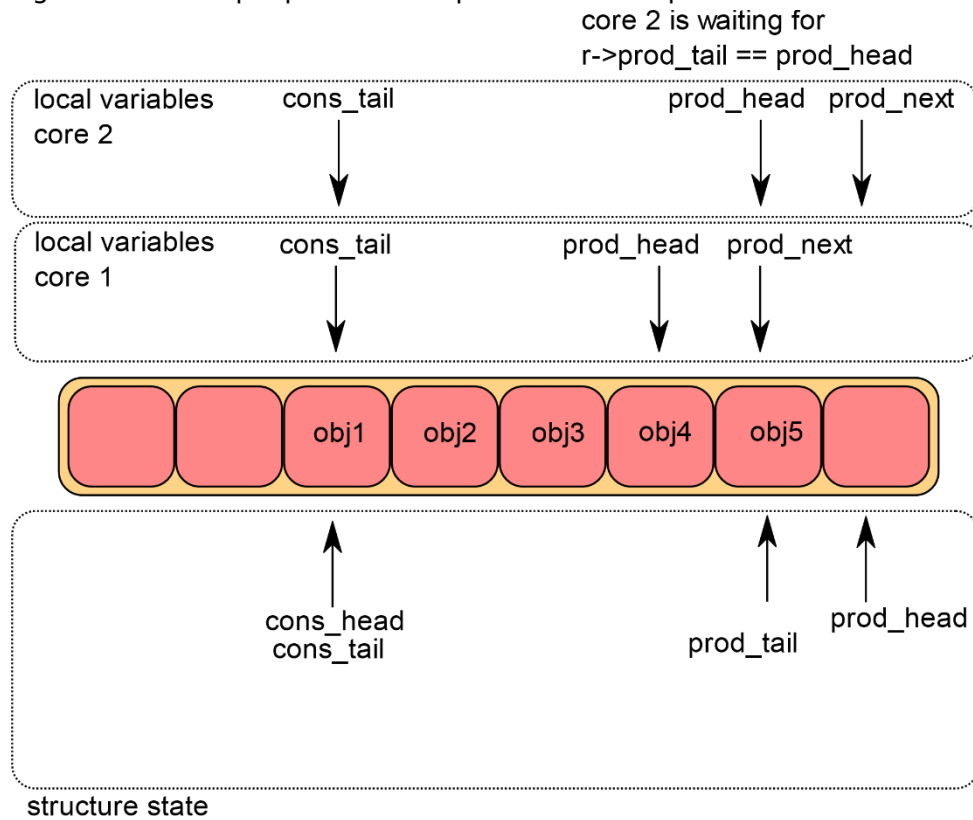 core 2 is waiting for
r->prod_tail == prod_head
local variables
core 2
cons_tail
prod_head
prod_next
local variables
core 1
cons_tail
prod_head
prod_next
obj1
obj2
obj3
obj4
obj5
cons_head
cons_tail
prod_tail
prod_head
structure state